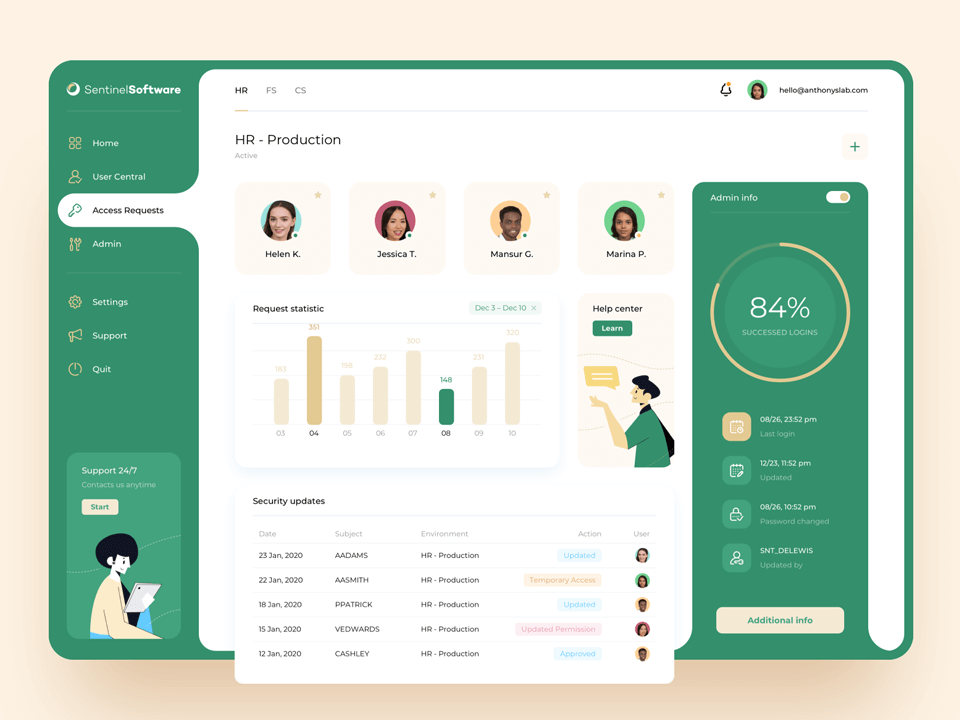 SentinelSoftware
Home
User Central
Access Requests
Admin
Settings
Support
Quit
Support 24/7
Contacts us anytime
Start
HR FS CS
hello@anthonyslab.com
HR - Production
Active
+
Helen K.
Jessica T.
Mansur G.
Marina P.
Request statistic
Dec 3 – Dec 10 ×
183 351 198 232 300 148 231 320
03 04 05 06 07 08 09 10
Help center
Learn
Security updates
Date Subject Environment Action User
23 Jan, 2020 AADAMS HR - Production Updated
22 Jan, 2020 AASMITH HR - Production Temporary Access
18 Jan, 2020 PPATRICK HR - Production Updated
15 Jan, 2020 VEDWARDS HR - Production Updated Permission
12 Jan, 2020 CASHLEY HR - Production Approved
Admin info
84%
SUCCESSED LOGINS
08/26, 23:52 pm
Last login
12/23, 11:52 pm
Updated
08/26, 10:52 pm
Password changed
SNT_DELEWIS
Updated by
Additional info